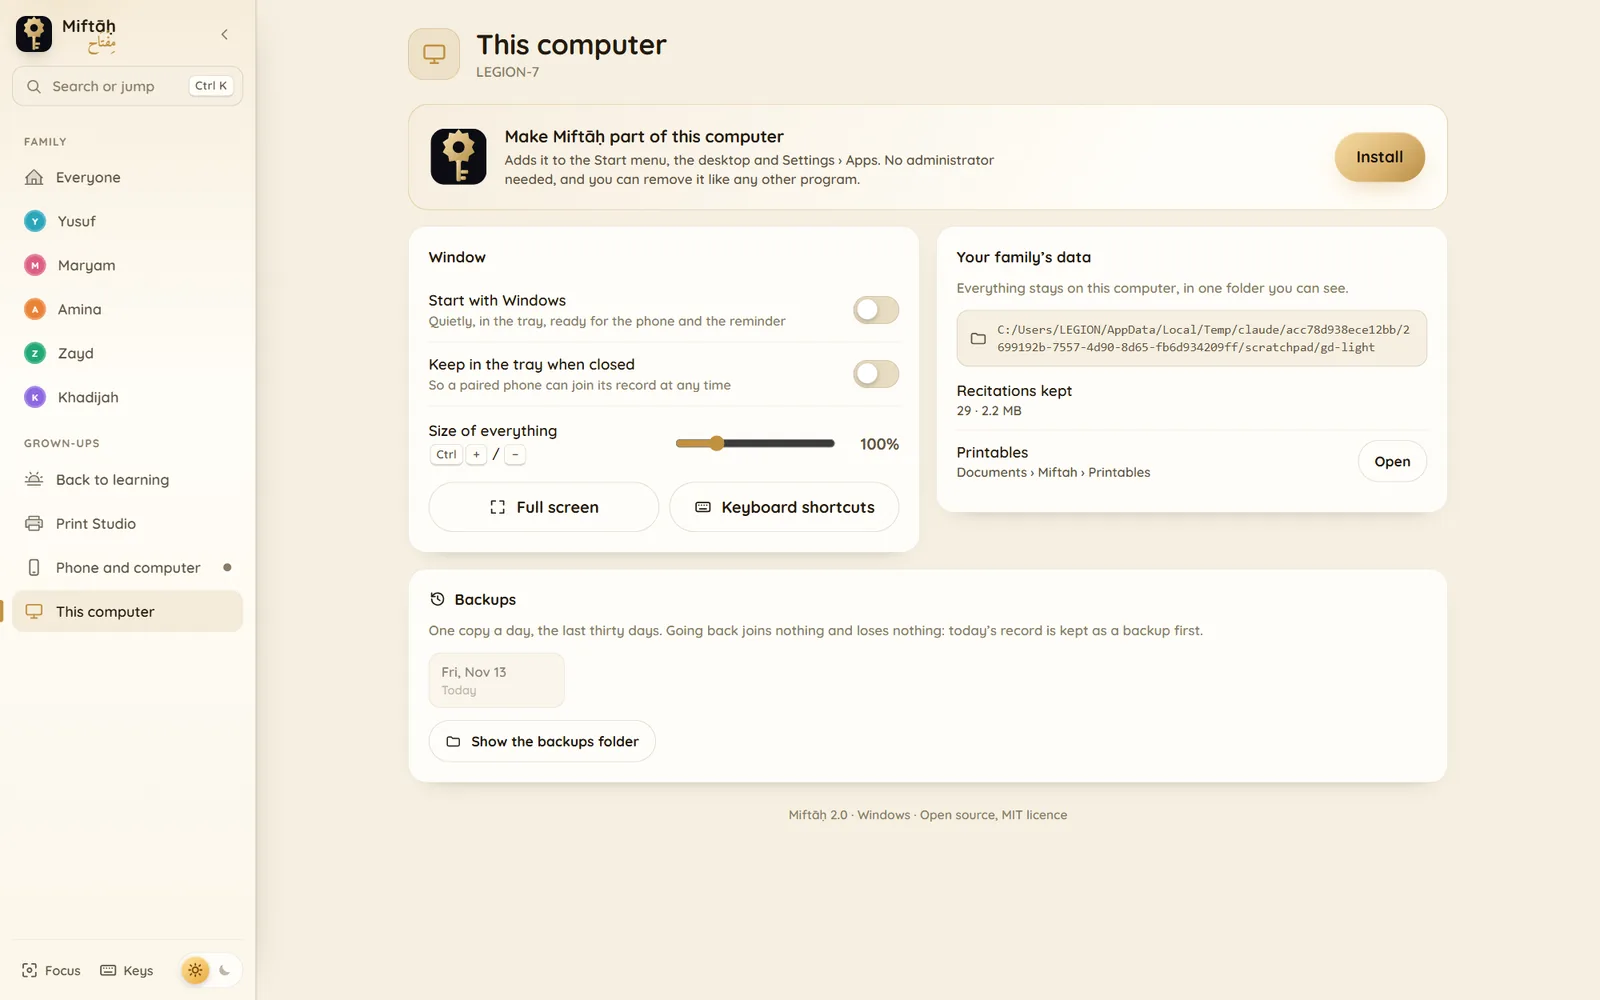 Miftāḥ
مفتاح
Search or jump Ctrl K
FAMILY
Everyone
Y Yusuf
M Maryam
A Amina
Z Zayd
K Khadijah
GROWN-UPS
Back to learning
Print Studio
Phone and computer
This computer
Focus Keys
This computer
LEGION-7
Make Miftāḥ part of this computer
Adds it to the Start menu, the desktop and Settings › Apps. No administrator
needed, and you can remove it like any other program.
Install
Window
Start with Windows
Quietly, in the tray, ready for the phone and the reminder
Keep in the tray when closed
So a paired phone can join its record at any time
Size of everything
Ctrl + / −
100%
Full screen
Keyboard shortcuts
Your family’s data
Everything stays on this computer, in one folder you can see.
C:/Users/LEGION/AppData/Local/Temp/claude/acc78d938ece12bb/2
699192b-7557-4d90-8d65-fb6d934209ff/scratchpad/gd-light
Recitations kept
29 · 2.2 MB
Printables
Documents › Miftah › Printables
Open
Backups
One copy a day, the last thirty days. Going back joins nothing and loses nothing: today’s record is kept as a backup first.
Fri, Nov 13
Today
Show the backups folder
Miftāḥ 2.0 · Windows · Open source, MIT licence